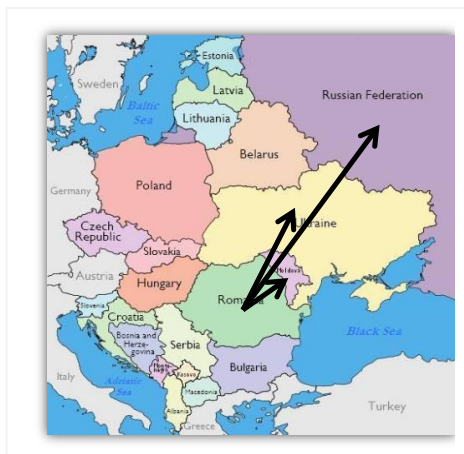 Estonia
Sweden
Latvia
Russian Federation
Baltic
Sea
Lithuania
Belarus
Germany
Poland
Ukraine
Czech
Republic
Slovakia
Austria
Moldova
Hungary
Romania
Slovenia
Croatia
Bosnia and
Herze-
govina
Serbia
Black Sea
Italy
Adriatic
Sea
Kosovo
Bulgaria
Macedonia
Albania
Turkey
Greece